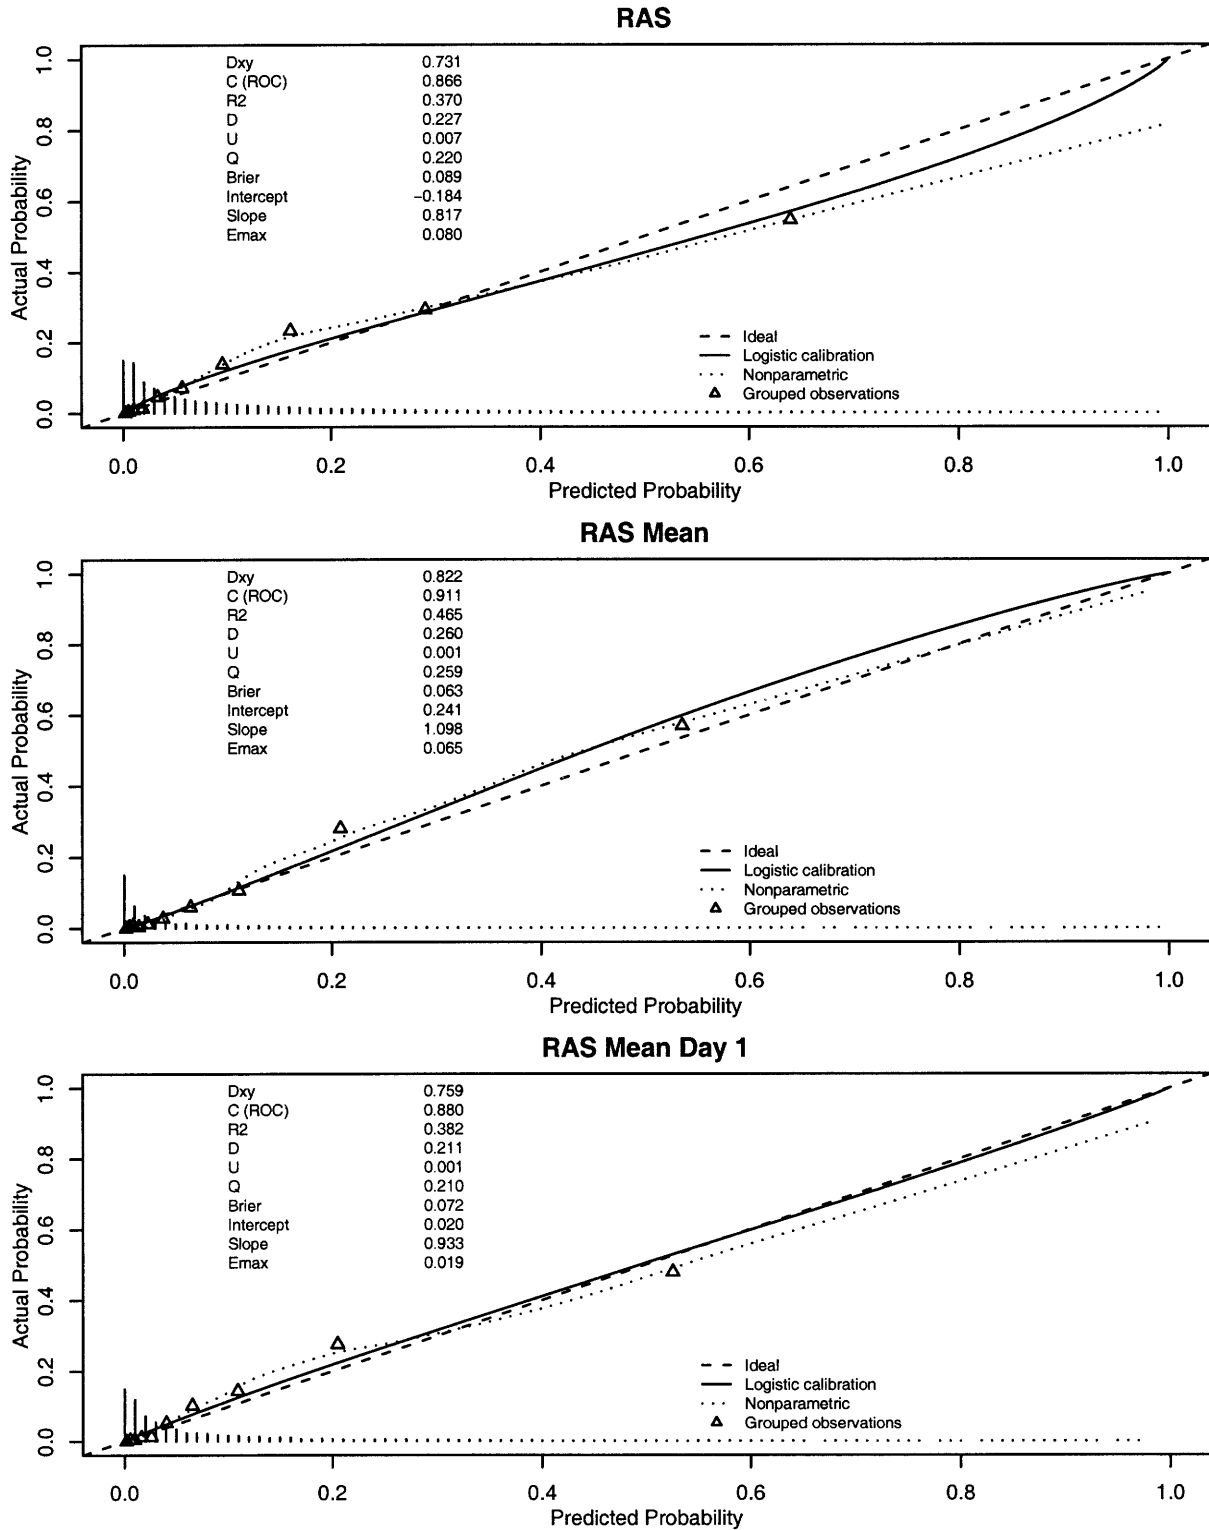 RAS
Dxy 0.731
C (ROC) 0.866
R2 0.370
D 0.227
U 0.007
Q 0.220
Brier 0.089
Intercept −0.184
Slope 0.817
Emax 0.080
Actual Probability
0.0 0.2 0.4 0.6 0.8 1.0
Ideal
Logistic calibration
Nonparametric
Grouped observations
0.0 0.2 0.4 0.6 0.8 1.0
Predicted Probability
RAS Mean
Dxy 0.822
C (ROC) 0.911
R2 0.465
D 0.260
U 0.001
Q 0.259
Brier 0.063
Intercept 0.241
Slope 1.098
Emax 0.065
Actual Probability
0.0 0.2 0.4 0.6 0.8 1.0
Ideal
Logistic calibration
Nonparametric
Grouped observations
0.0 0.2 0.4 0.6 0.8 1.0
Predicted Probability
RAS Mean Day 1
Dxy 0.759
C (ROC) 0.880
R2 0.382
D 0.211
U 0.001
Q 0.210
Brier 0.072
Intercept 0.020
Slope 0.933
Emax 0.019
Actual Probability
0.0 0.2 0.4 0.6 0.8 1.0
Ideal
Logistic calibration
Nonparametric
Grouped observations
0.0 0.2 0.4 0.6 0.8 1.0
Predicted Probability